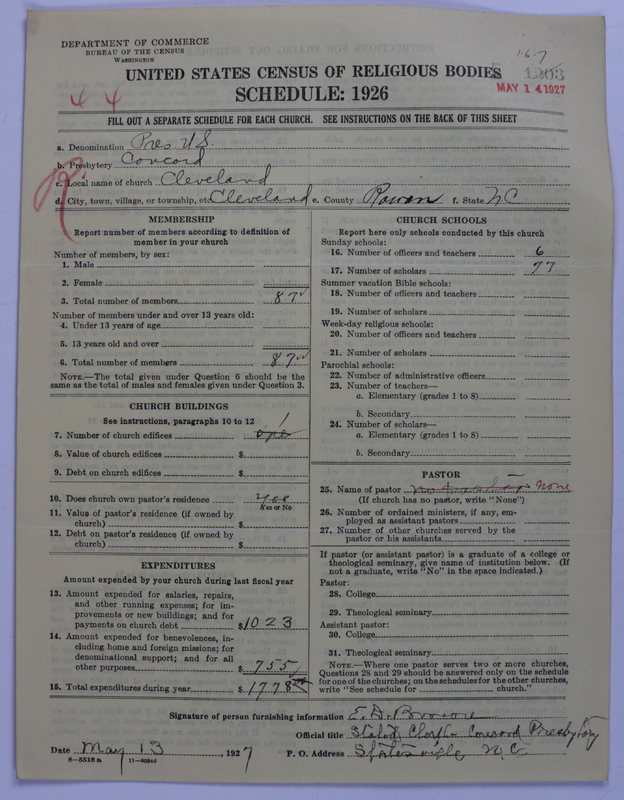 DEPARTMENT OF COMMERCE
BUREAU OF THE CENSUS
WASHINGTON
1-6-7
1203
MAY 14 1927
UNITED STATES CENSUS OF RELIGIOUS BODIES
SCHEDULE: 1926
44
FILL OUT A SEPARATE SCHEDULE FOR EACH CHURCH. SEE INSTRUCTIONS ON THE BACK OF THIS SHEET
R
a. Denomination Pres. U.S.
b. Presbytery Concord
c. Local name of church Cleveland
d. City, town, village, or township, etc. Cleveland e. County Rowan f. State N C
MEMBERSHIP
Report number of members according to definition of
member in your church
Number of members, by sex:
1. Male
2. Female
3. Total number of members 87
Number of members under and over 13 years old:
4. Under 13 years of age
5. 13 years old and over
6. Total number of members 87
NOTE.—The total given under Question 6 should be the
same as the total of males and females given under Question 3.
CHURCH BUILDINGS
See instructions, paragraphs 10 to 12
7. Number of church edifices one 1
8. Value of church edifices $
9. Debt on church edifices $
10. Does church own pastor's residence yes
Yes or No
11. Value of pastor's residence (if owned by
church) $
12. Debt on pastor's residence (if owned by
church) $
EXPENDITURES
Amount expended by your church during last fiscal year
13. Amount expended for salaries, repairs,
and other running expenses; for im-
provements or new buildings; and for
payments on church debt $1023
14. Amount expended for benevolences, in-
cluding home and foreign missions; for
denominational support; and for all
other purposes $755
15. Total expenditures during year $1778
CHURCH SCHOOLS
Report here only schools conducted by this church
Sunday schools:
16. Number of officers and teachers 6
17. Number of scholars 77
Summer vacation Bible schools:
18. Number of officers and teachers
19. Number of scholars
Week-day religious schools:
20. Number of officers and teachers
21. Number of scholars
Parochial schools:
22. Number of administrative officers
23. Number of teachers—
a. Elementary (grades 1 to 8)
b. Secondary
24. Number of scholars—
a. Elementary (grades 1 to 8)
b. Secondary
PASTOR
25. Name of pastor no pastor None
(If church has no pastor, write "None")
26. Number of ordained ministers, if any, em-
ployed as assistant pastors
27. Number of other churches served by the
pastor or his assistants
If pastor (or assistant pastor) is a graduate of a college or
theological seminary, give name of institution below. (If
not a graduate, write "No" in the space indicated.)
Pastor:
28. College
29. Theological seminary
Assistant pastor:
30. College
31. Theological seminary
NOTE.—Where one pastor serves two or more churches,
Questions 28 and 29 should be answered only on the schedule
for one of the churches; on the schedules for the other churches,
write "See schedule for church."
Signature of person furnishing information E. D. Brown
Official title Stated Clerk- Concord Presbytery
Date May 13, 1927 P. O. Address Statesville N.C.
8—5518 a